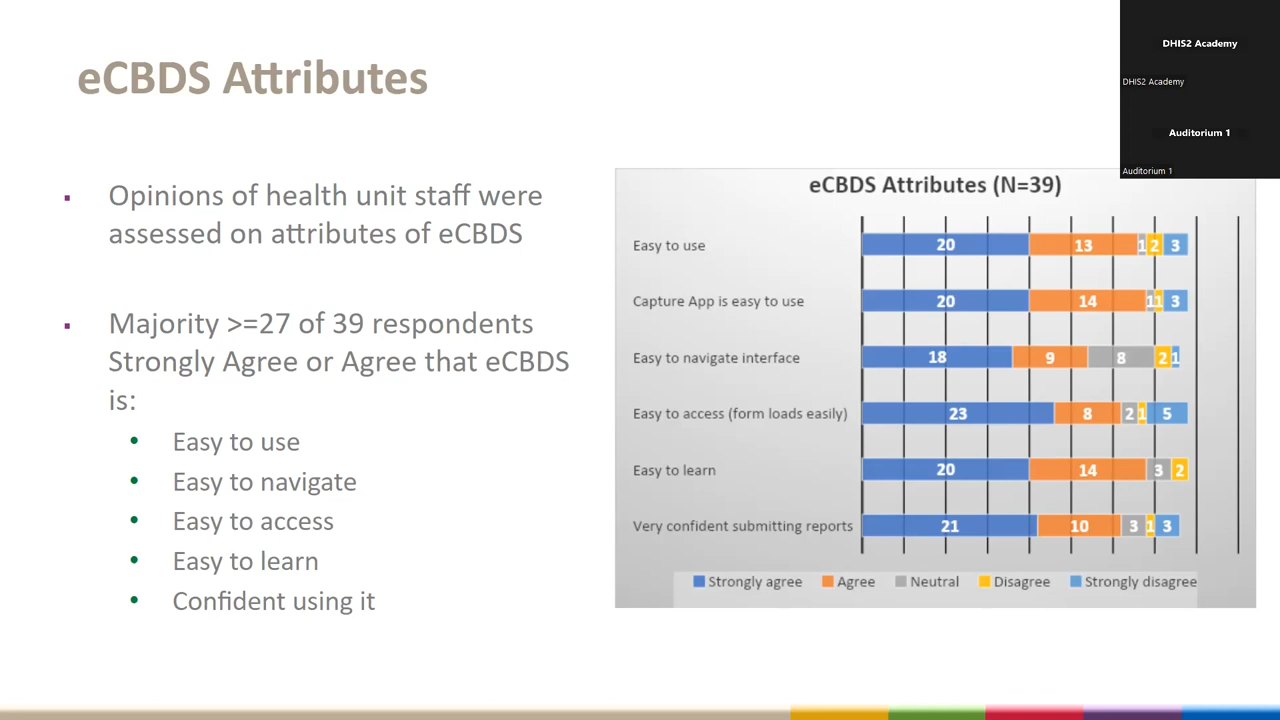 DHIS2 Academy
DHIS2 Academy
Auditorium 1
Auditorium 1
eCBDS Attributes
▪ Opinions of health unit staff were
assessed on attributes of eCBDS
▪ Majority >=27 of 39 respondents
Strongly Agree or Agree that eCBDS
is:
• Easy to use
• Easy to navigate
• Easy to access
• Easy to learn
• Confident using it
eCBDS Attributes (N=39)
Easy to use 20 13 1 2 3
Capture App is easy to use 20 14 1 1 3
Easy to navigate interface 18 9 8 2 1
Easy to access (form loads easily) 23 8 2 1 5
Easy to learn 20 14 3 2
Very confident submitting reports 21 10 3 1 3
Strongly agree Agree Neutral Disagree Strongly disagree